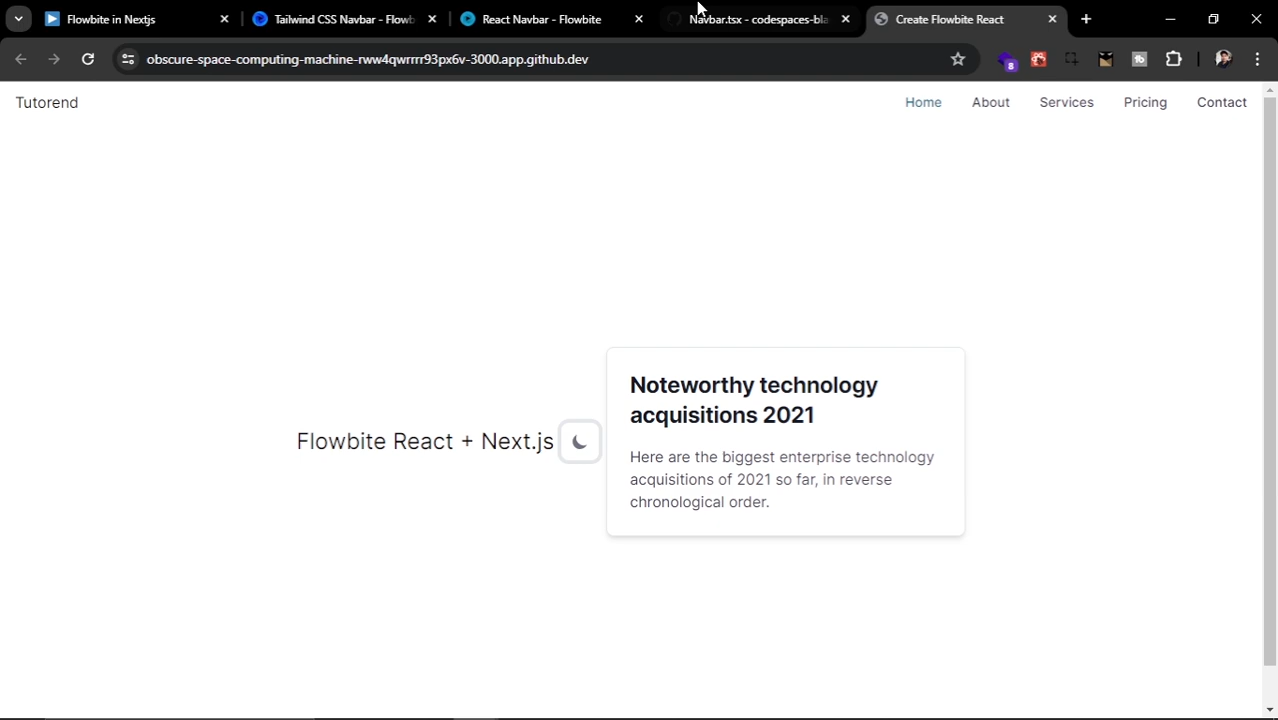 Flowbite in Nextjs
Tailwind CSS Navbar - Flowb
React Navbar - Flowbite
Navbar.tsx - codespaces-bla
Create Flowbite React
obscure-space-computing-machine-rww4qwrrrr93px6v-3000.app.github.dev
8
Tutorend
Home
About
Services
Pricing
Contact
Flowbite React + Next.js
Noteworthy technology
acquisitions 2021
Here are the biggest enterprise technology
acquisitions of 2021 so far, in reverse
chronological order.